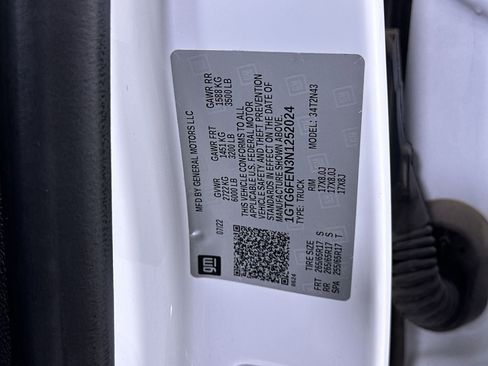 MFD BY GENERAL MOTORS LLC
07/22
GVWR GAWR FRT GAWR RR
2722 KG 1451 KG 1588 KG
6000 LB 3200 LB 3500 LB
THIS VEHICLE CONFORMS TO ALL
APPLICABLE U.S. FEDERAL MOTOR
VEHICLE SAFETY AND THEFT PREVENTION
STANDARDS IN EFFECT ON THE DATE OF
MANUFACTURE SHOWN ABOVE.
1GTG6FEN3N1252024
TYPE: TRUCK MODEL: 34T2N43
gm
TIRE SIZE RIM
FRT 265/65R17 S 17X8.0J
RR 265/65R17 S 17X8.0J
SPA 255/65R17 T 17X8J